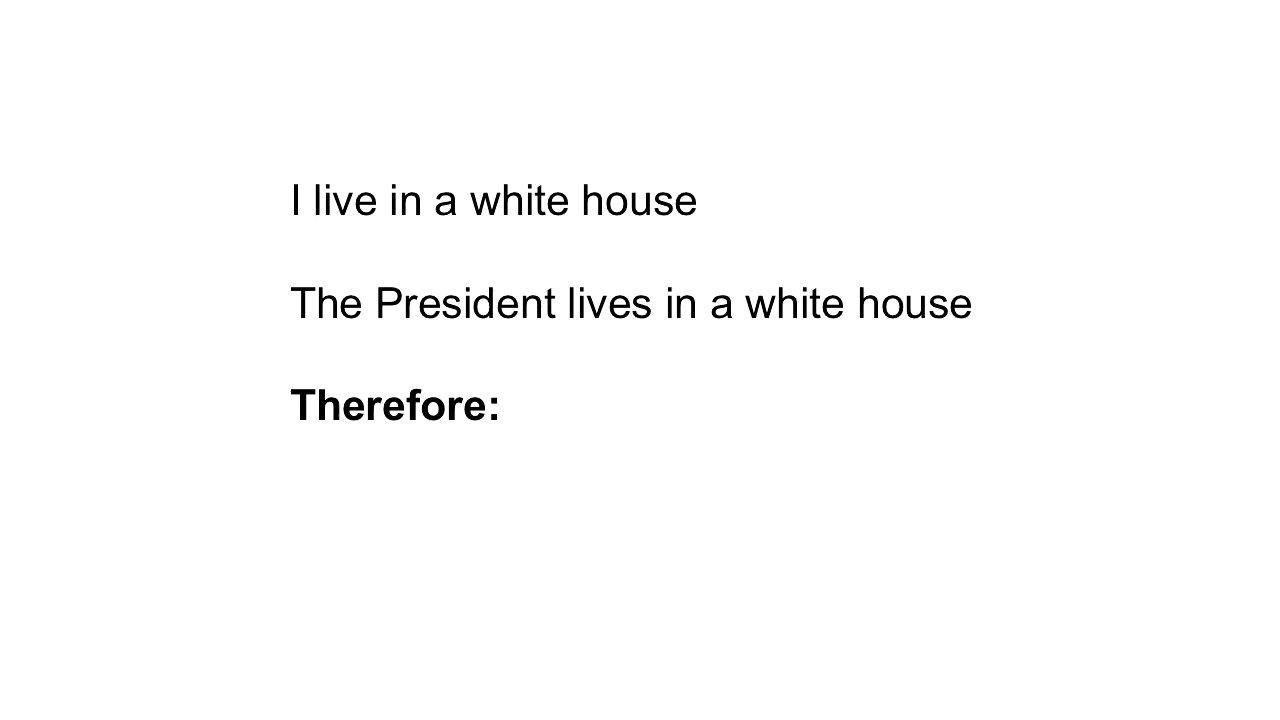 I live in a white house
The President lives in a white house
Therefore: